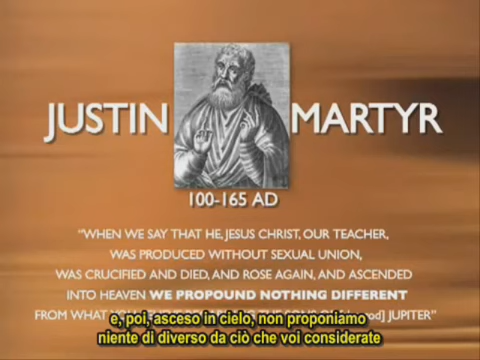 JUSTIN MARTYR
100-165 AD
"WHEN WE SAY THAT HE, JESUS CHRIST, OUR TEACHER,
WAS PRODUCED WITHOUT SEXUAL UNION,
WAS CRUCIFIED AND DIED, AND ROSE AGAIN, AND ASCENDED
INTO HEAVEN WE PROPOUND NOTHING DIFFERENT
FROM WHAT JUPITER"
e, poi, asceso in cielo, non proponiamo
niente di diverso da ciò che voi considerate